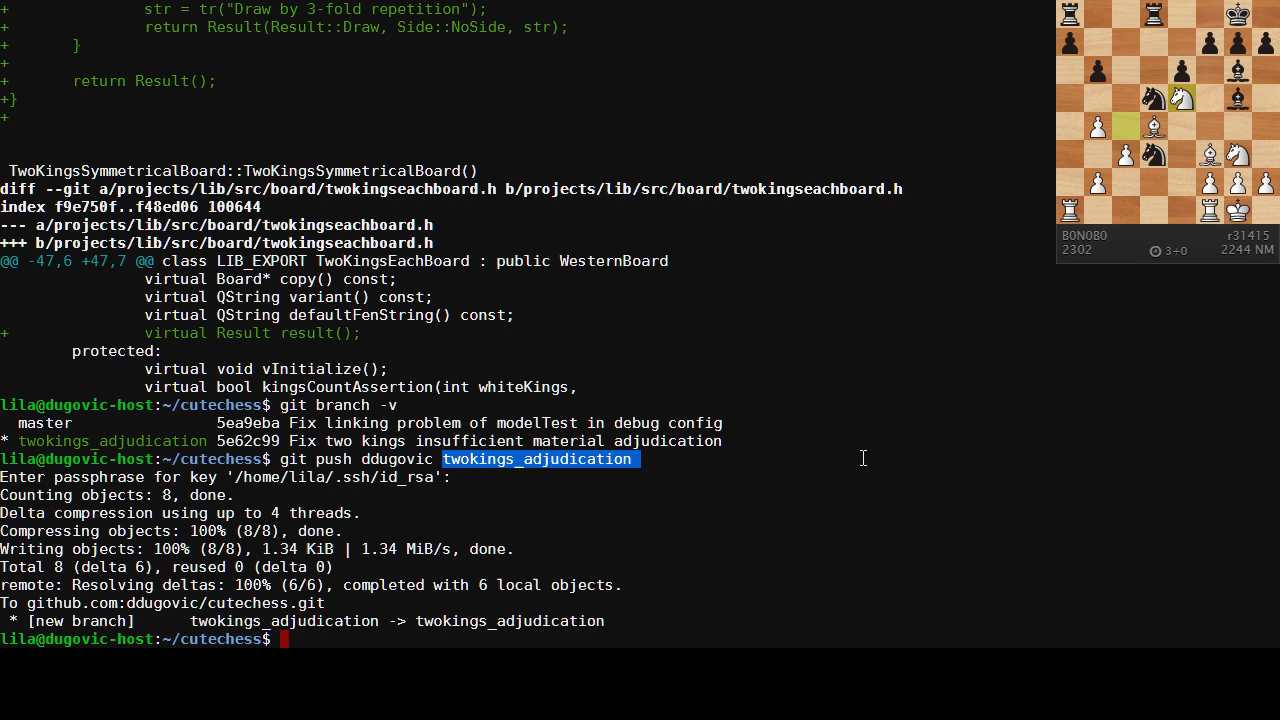 +               str = tr("Draw by 3-fold repetition");
+               return Result(Result::Draw, Side::NoSide, str);
+       }
+
+       return Result();
+}
+
 TwoKingsSymmetricalBoard::TwoKingsSymmetricalBoard()
diff --git a/projects/lib/src/board/twokingseachboard.h b/projects/lib/src/board/twokingseachboard.h
index f9e750f..f48ed06 100644
--- a/projects/lib/src/board/twokingseachboard.h
+++ b/projects/lib/src/board/twokingseachboard.h
@@ -47,6 +47,7 @@ class LIB_EXPORT TwoKingsEachBoard : public WesternBoard
                virtual Board* copy() const;
                virtual QString variant() const;
                virtual QString defaultFenString() const;
+               virtual Result result();
        protected:
                virtual void vInitialize();
                virtual bool kingsCountAssertion(int whiteKings,
lila@dugovic-host:~/cutechess$ git branch -v
  master                5ea9eba Fix linking problem of modelTest in debug config
* twokings_adjudication 5e62c99 Fix two kings insufficient material adjudication
lila@dugovic-host:~/cutechess$ git push ddugovic twokings_adjudication
Enter passphrase for key '/home/lila/.ssh/id_rsa':
Counting objects: 8, done.
Delta compression using up to 4 threads.
Compressing objects: 100% (8/8), done.
Writing objects: 100% (8/8), 1.34 KiB | 1.34 MiB/s, done.
Total 8 (delta 6), reused 0 (delta 0)
remote: Resolving deltas: 100% (6/6), completed with 6 local objects.
To github.com:ddugovic/cutechess.git
 * [new branch]      twokings_adjudication -> twokings_adjudication
lila@dugovic-host:~/cutechess$
B0N0B0 r31415
2302 3+0 2244 NM